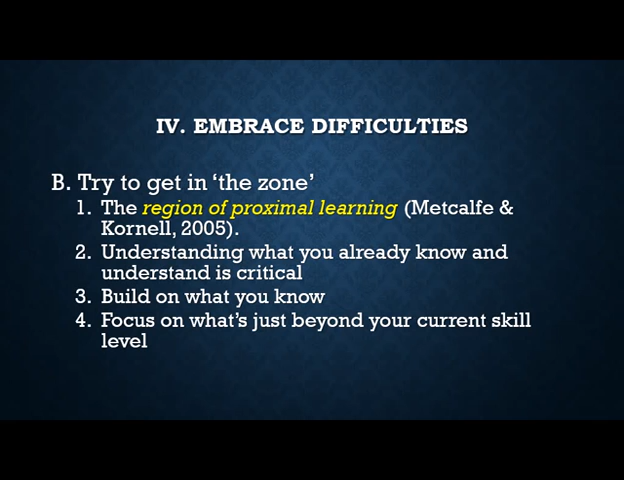 IV. EMBRACE DIFFICULTIES
B. Try to get in ‘the zone’
1. The region of proximal learning (Metcalfe &
Kornell, 2005).
2. Understanding what you already know and
understand is critical
3. Build on what you know
4. Focus on what’s just beyond your current skill
level